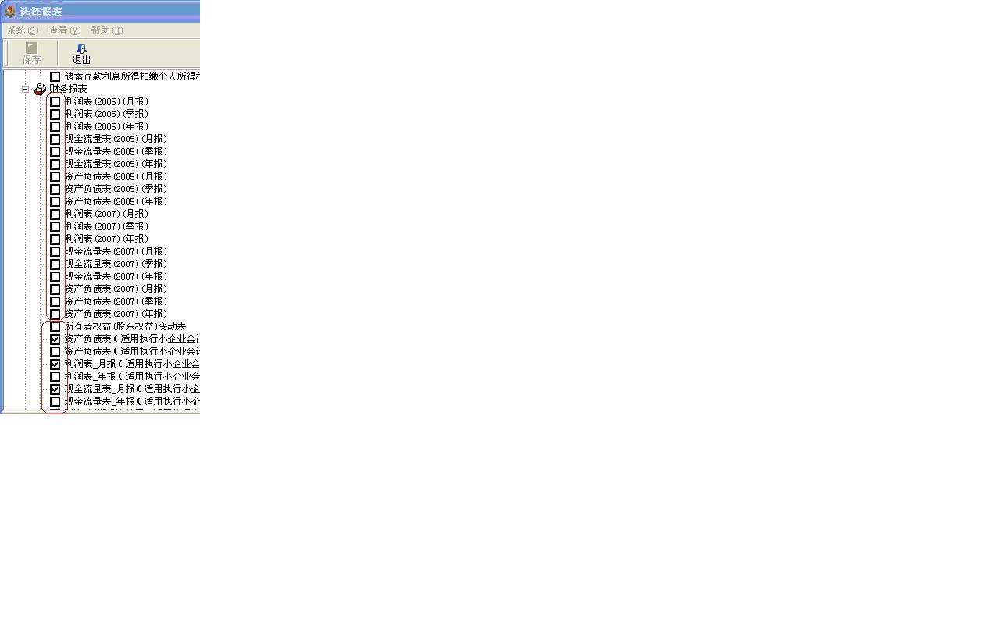 选择报表
系统(S) 查看(V) 帮助(H)
保存 退出
储蓄存款利息所得扣缴个人所得税
财务报表
利润表(2005)(月报)
利润表(2005)(季报)
利润表(2005)(年报)
现金流量表(2005)(月报)
现金流量表(2005)(季报)
现金流量表(2005)(年报)
资产负债表(2005)(月报)
资产负债表(2005)(季报)
资产负债表(2005)(年报)
利润表(2007)(月报)
利润表(2007)(季报)
利润表(2007)(年报)
现金流量表(2007)(月报)
现金流量表(2007)(季报)
现金流量表(2007)(年报)
资产负债表(2007)(月报)
资产负债表(2007)(季报)
资产负债表(2007)(年报)
所有者权益(股东权益)变动表
资产负债表(适用执行小企业会计
资产负债表(适用执行小企业会计
利润表_月报(适用执行小企业会
利润表_年报(适用执行小企业会
现金流量表_月报(适用执行小企
现金流量表_年报(适用执行小企